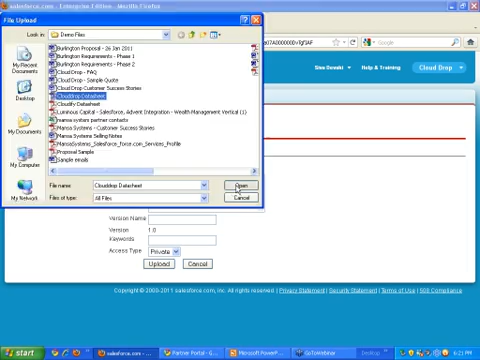 salesforce.com - Enterprise Edition - Mozilla Firefox
File Upload
Look in:
Demo Files
My Recent
Documents
Desktop
My Documents
My Computer
My Network
Burlington Proposal - 26 Jan 2011
Burlington Requirements - Phase 1
Burlington Requirements - Phase 2
CloudDrop - FAQ
CloudDrop - Sample Quote
CloudDrop Customer Success Stories
Clouddrop Datasheet
Cloudify Datasheet
Luminous Capital - Salesforce, Advent Integration - Wealth Management Vertical (1)
mansa system partner contacts
Mansa Systems - Customer Success Stories
Mansa Systems Selling Notes
MansaSystems_Salesforce_force.com_Services_Profile
Proposal Sample
Sample emails
File name:
Clouddrop Datasheet
Open
Files of type:
All Files
Cancel
Google
Help & Training
Cloud Drop
Version Name
Version
1.0
Keywords
Access Type
Private
Upload
Cancel
Copyright © 2000-2011 salesforce.com, inc. All rights reserved. | Privacy Statement | Security Statement | Terms of Use | 508 Compliance
start
salesforce.com - ...
Partner Portal - G...
Microsoft PowerP...
GoToWebinar
Desktop
6:21 PM